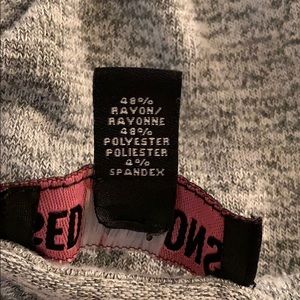 48%
RAYON/
RAYONNE
48%
POLYESTER
POLIESTER
4%
SPANDEX